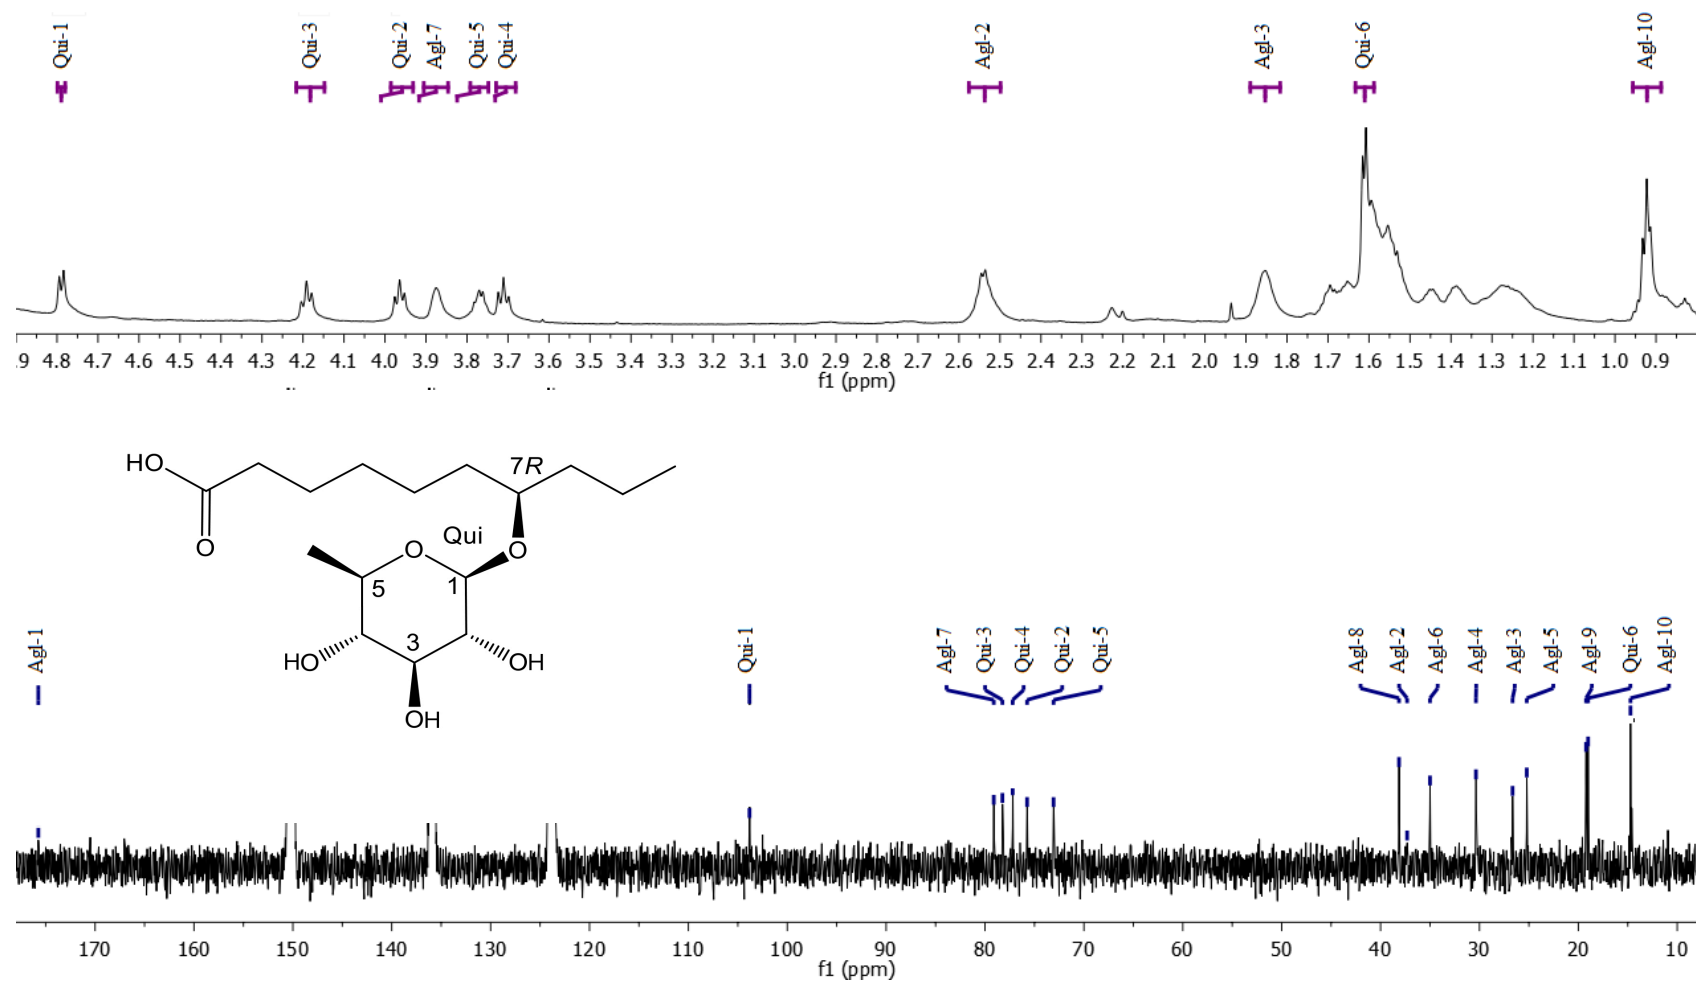 Qui-1
Qui-3
Qui-2
Agl-7
Qui-5
Qui-4
Agl-2
Agl-3
Qui-6
Agl-10
.9 4.8 4.7 4.6 4.5 4.4 4.3 4.2 4.1 4.0 3.9 3.8 3.7 3.6 3.5 3.4 3.3 3.2 3.1 3.0 2.9 2.8 2.7 2.6 2.5 2.4 2.3 2.2 2.1 2.0 1.9 1.8 1.7 1.6 1.5 1.4 1.3 1.2 1.1 1.0 0.9
f1 (ppm)
HO
O
7R
Qui
O
O
5
1
3
HO
OH
OH
Agl-1
Qui-1
Agl-7
Qui-3
Qui-4
Qui-2
Qui-5
Agl-8
Agl-2
Agl-6
Agl-4
Agl-3
Agl-5
Agl-9
Qui-6
Agl-10
170 160 150 140 130 120 110 100 90 80 70 60 50 40 30 20 10
f1 (ppm)